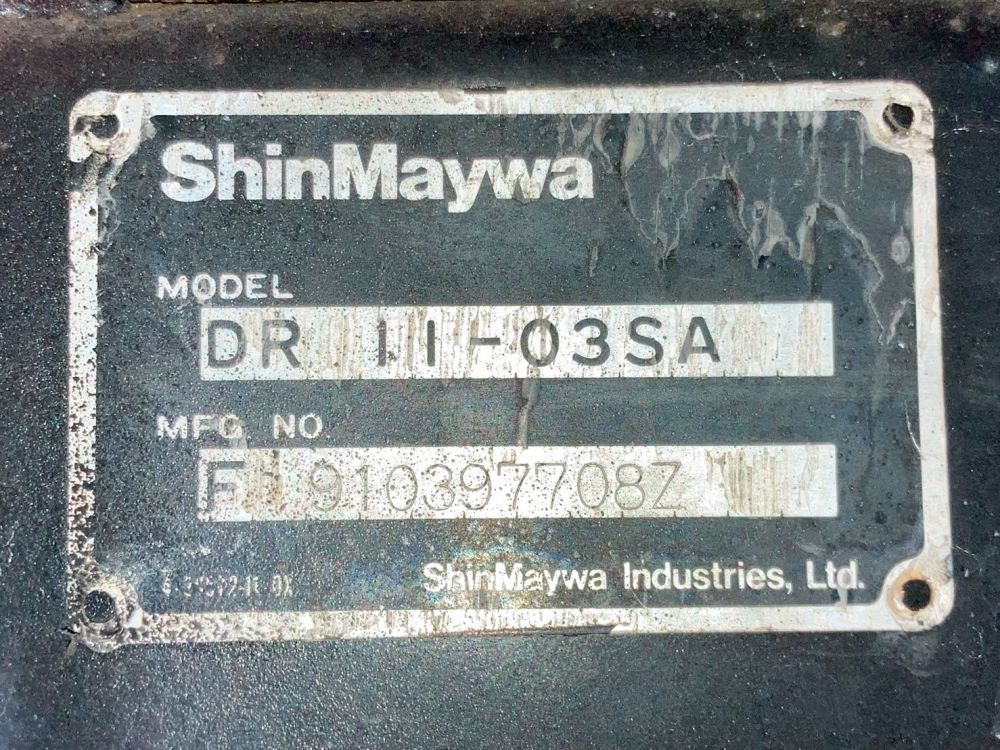 ShinMaywa
MODEL
DR 11-03SA
MFG NO.
F 910397708Z
ShinMaywa Industries, Ltd.